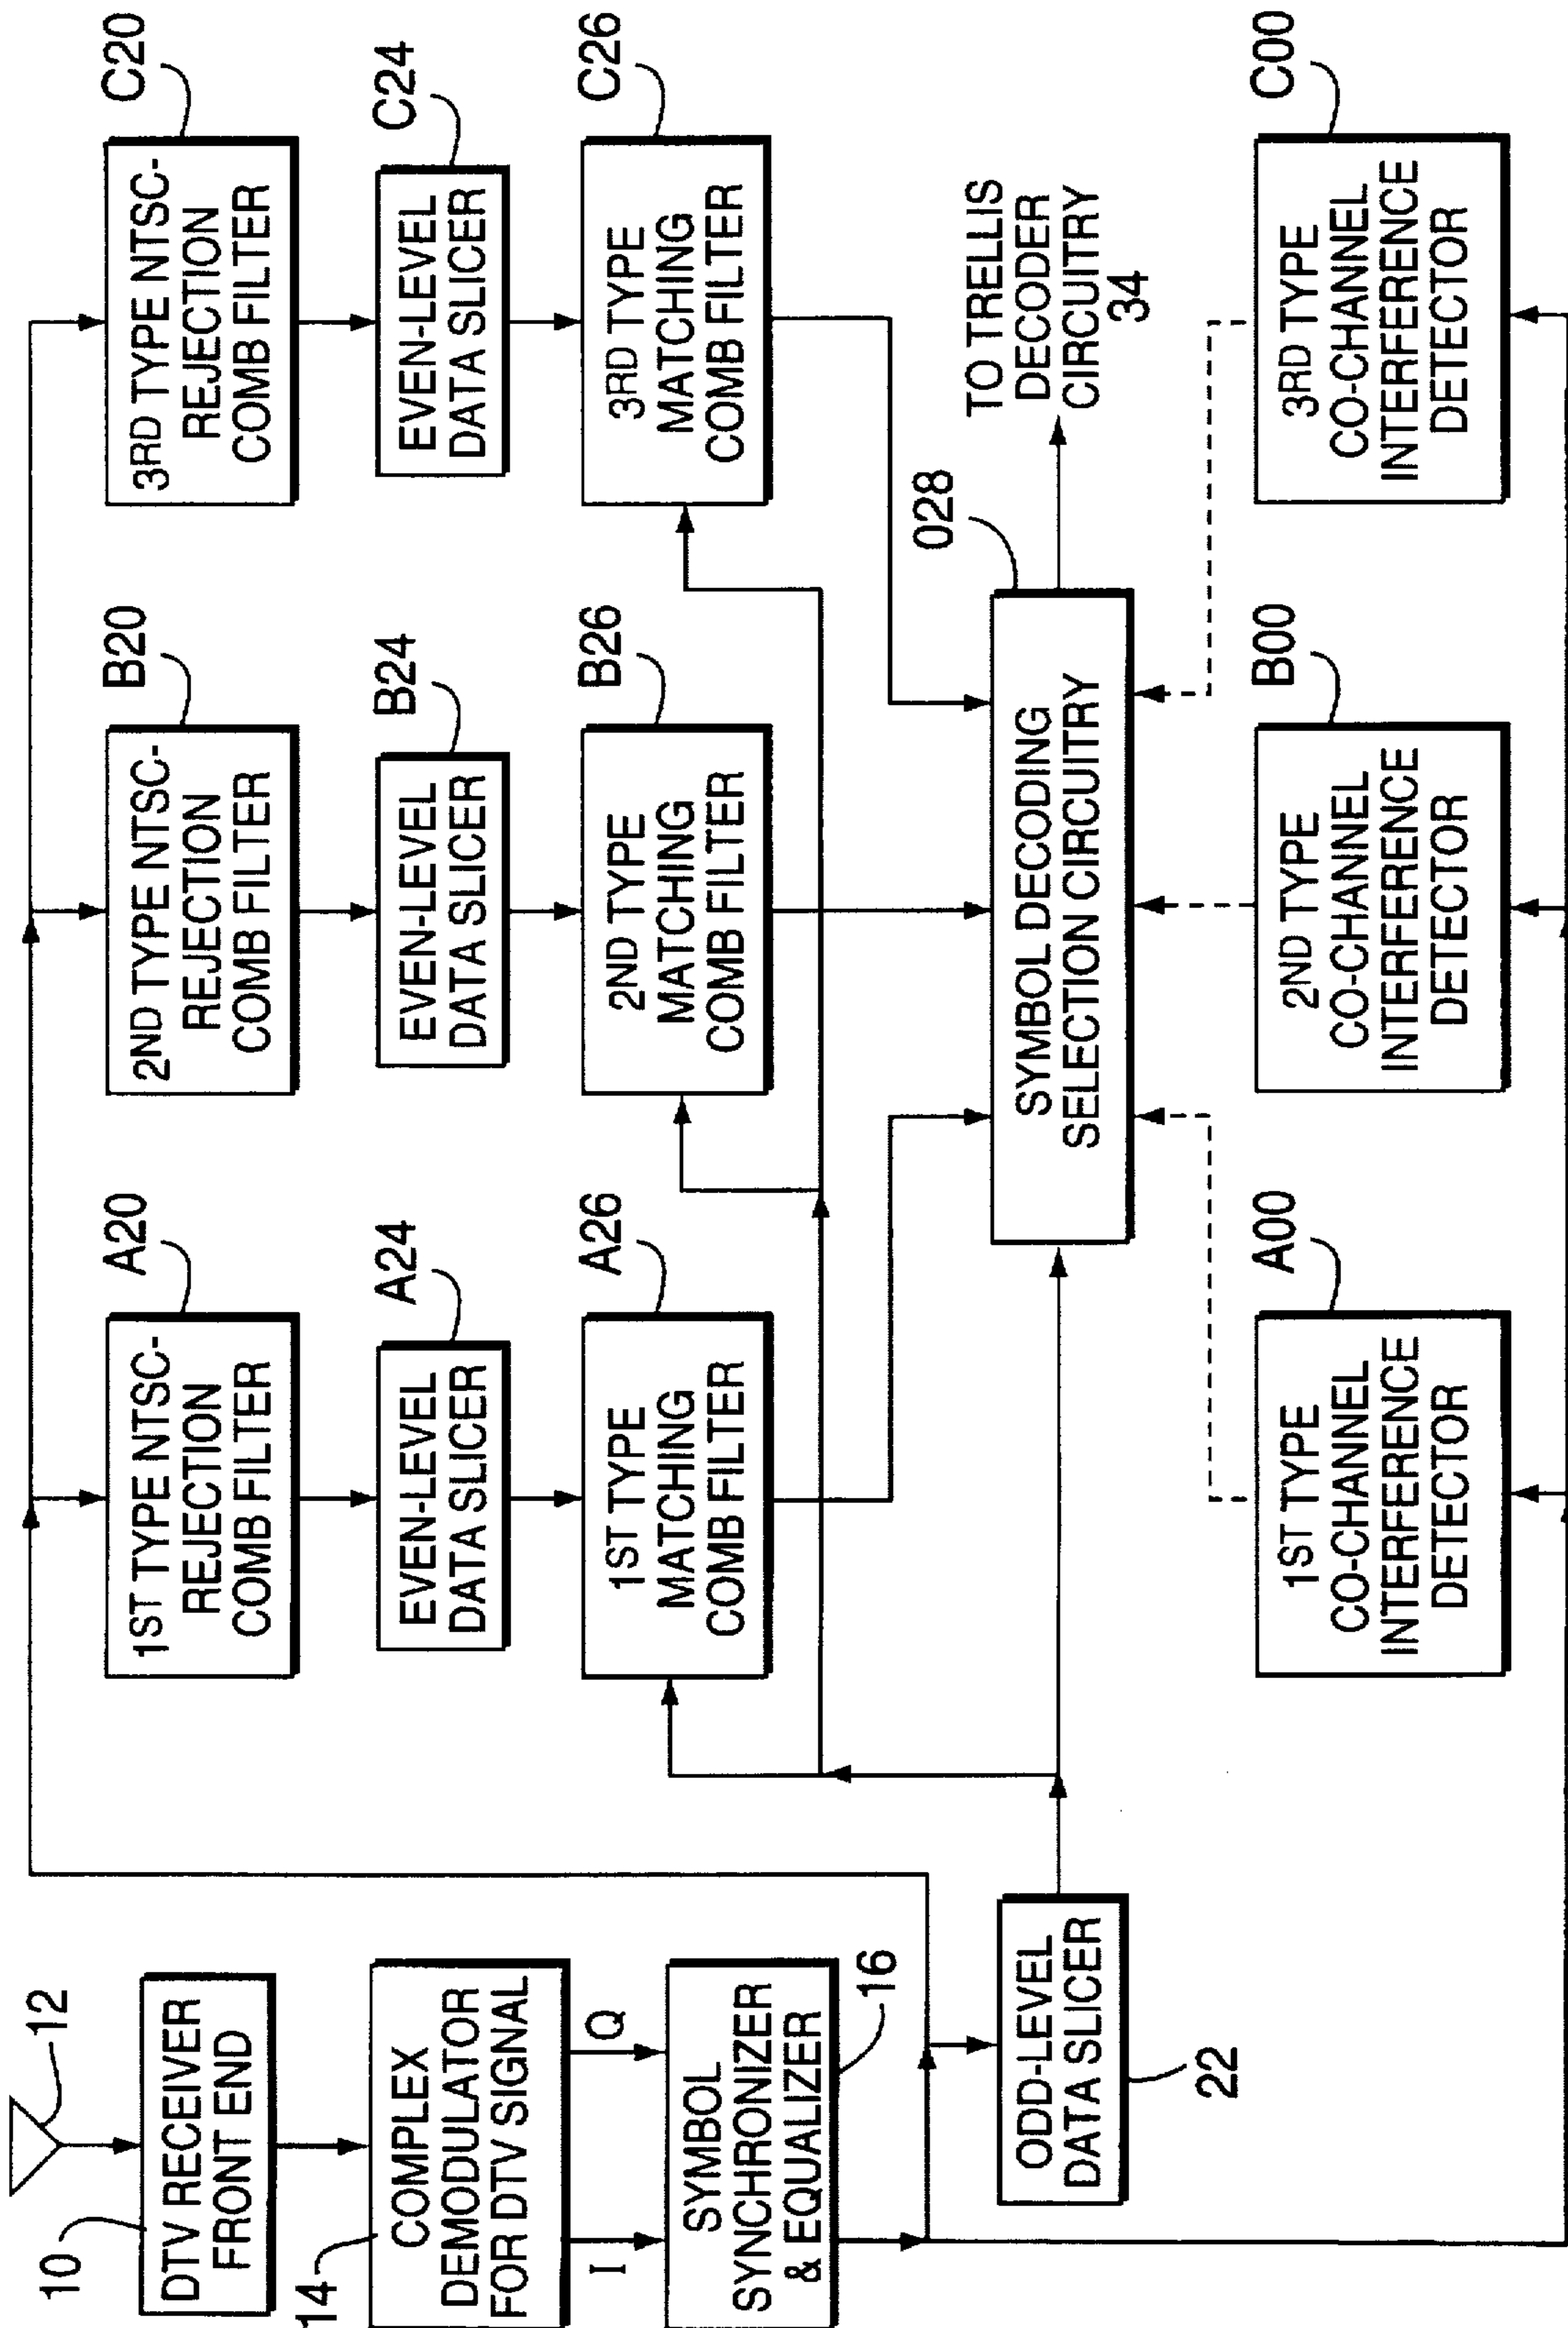 12
10
DTV RECEIVER
FRONT END
14
COMPLEX
DEMODULATOR
FOR DTV SIGNAL
I
Q
SYMBOL
SYNCHRONIZER
& EQUALIZER
16
ODD-LEVEL
DATA SLICER
22
A20
1ST TYPE NTSC-
REJECTION
COMB FILTER
A24
EVEN-LEVEL
DATA SLICER
A26
1ST TYPE
MATCHING
COMB FILTER
B20
2ND TYPE NTSC-
REJECTION
COMB FILTER
B24
EVEN-LEVEL
DATA SLICER
B26
2ND TYPE
MATCHING
COMB FILTER
C20
3RD TYPE NTSC-
REJECTION
COMB FILTER
C24
EVEN-LEVEL
DATA SLICER
C26
3RD TYPE
MATCHING
COMB FILTER
028
SYMBOL DECODING
SELECTION CIRCUITRY
TO TRELLIS
DECODER
CIRCUITRY
34
A00
1ST TYPE
CO-CHANNEL
INTERFERENCE
DETECTOR
B00
2ND TYPE
CO-CHANNEL
INTERFERENCE
DETECTOR
C00
3RD TYPE
CO-CHANNEL
INTERFERENCE
DETECTOR